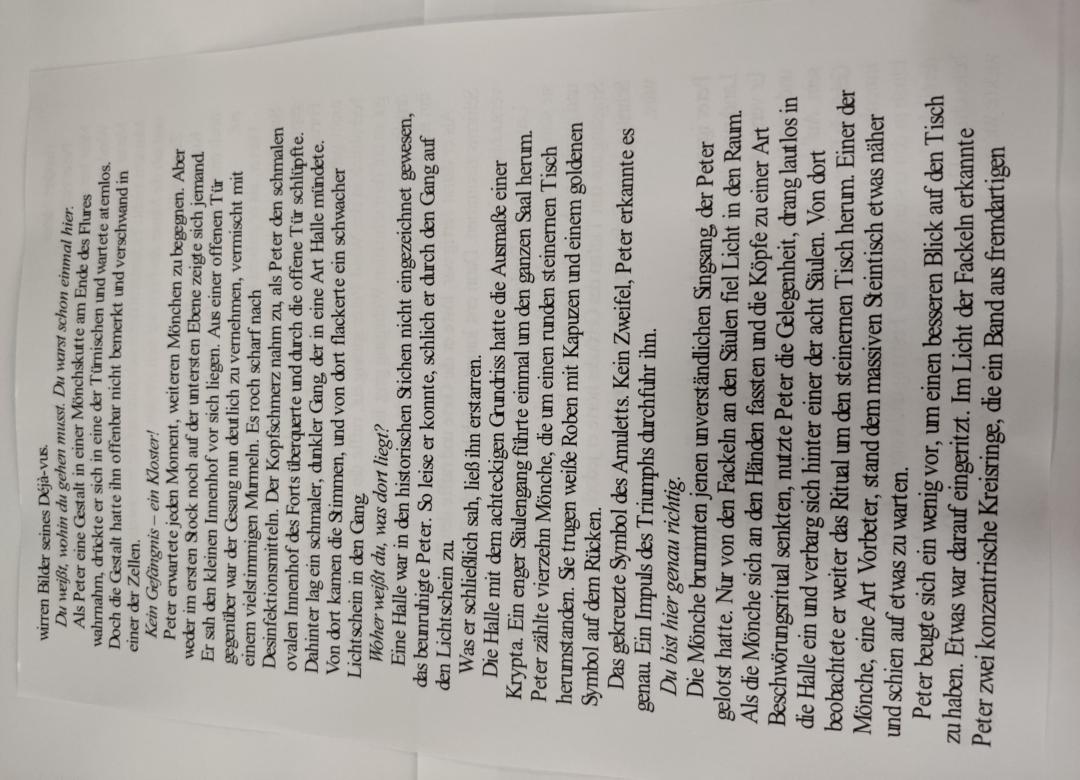 wirren Bilder seines Déjà-vus.
Du weißt, wohin du gehen musst. Du warst schon einmal hier.
Als Peter eine Gestalt in einer Mönchskutte am Ende des Flures
wahrnahm, drückte er sich in eine der Türnischen und wartete atemlos.
Doch die Gestalt hatte ihn offenbar nicht bemerkt und verschwand in
einer der Zellen.
Kein Gefängnis – ein Kloster!
Peter erwartete jeden Moment, weiteren Mönchen zu begegnen. Aber
weder im ersten Stock noch auf der untersten Ebene zeigte sich jemand.
Er sah den kleinen Innenhof vor sich liegen. Aus einer offenen Tür
gegenüber war der Gesang nun deutlich zu vernehmen, vermischt mit
einem vielstimmigen Murmeln. Es roch scharf nach
Desinfektionsmitteln. Der Kopfschmerz nahm zu, als Peter den schmalen
ovalen Innenhof des Forts überquerte und durch die offene Tür schlüpfte.
Dahinter lag ein schmaler, dunkler Gang, der in eine Art Halle mündete.
Von dort kamen die Stimmen, und von dort flackerte ein schwacher
Lichtschein in den Gang
Woher weißt du, was dort liegt?
Eine Halle war in den historischen Stichen nicht eingezeichnet gewesen,
das beunruhigte Peter. So leise er konnte, schlich er durch den Gang auf
den Lichtschein zu.
Was er schließlich sah, ließ ihn erstarren.
Die Halle mit dem achteckigen Grundriss hatte die Ausmaße einer
Krypta. Ein enger Säulengang führte einmal um den ganzen Saal herum.
Peter zählte vierzehn Mönche, die um einen runden steinernen Tisch
herumstanden. Sie trugen weiße Roben mit Kapuzen und einem goldenen
Symbol auf dem Rücken.
Das gekreuzte Symbol des Amuletts. Kein Zweifel, Peter erkannte es
genau. Ein Impuls des Triumphs durchfuhr ihn.
Du bist hier genau richtig.
Die Mönche brummten jenen unverständlichen Singsang, der Peter
gelotst hatte. Nur von den Fackeln an den Säulen fiel Licht in den Raum.
Als die Mönche sich an den Händen fassten und die Köpfe zu einer Art
Beschwörungsritual senkten, nutzte Peter die Gelegenheit, drang lautlos in
die Halle ein und verbarg sich hinter einer der acht Säulen. Von dort
beobachtete er weiter das Ritual um den steinernen Tisch herum. Einer der
Mönche, eine Art Vorbeter, stand dem massiven Steintisch etwas näher
und schien auf etwas zu warten.
Peter beugte sich ein wenig vor, um einen besseren Blick auf den Tisch
zu haben. Etwas war darauf eingeritzt. Im Licht der Fackeln erkannte
Peter zwei konzentrische Kreisringe, die ein Band aus fremdartigen